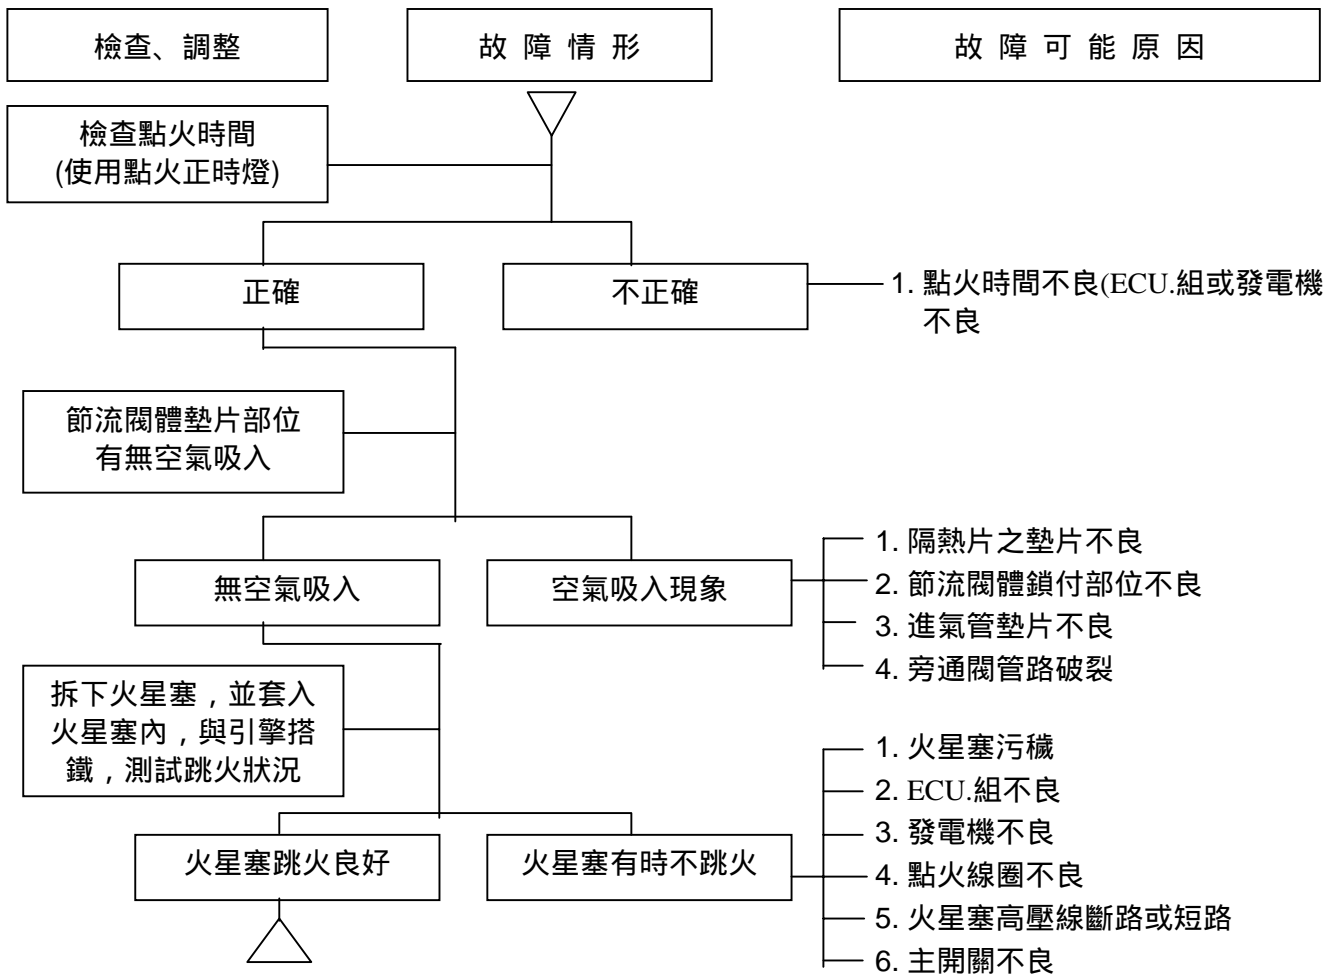 檢查、調整
故 障 情 形
故 障 可 能 原 因
檢查點火時間
(使用點火正時燈)
正確
不正確
1. 點火時間不良(ECU.組或發電機
不良
節流閥體墊片部位
有無空氣吸入
無空氣吸入
空氣吸入現象
1. 隔熱片之墊片不良
2. 節流閥體鎖付部位不良
3. 進氣管墊片不良
4. 旁通閥管路破裂
拆下火星塞，並套入
火星塞內，與引擎搭
鐵，測試跳火狀況
火星塞跳火良好
火星塞有時不跳火
1. 火星塞污穢
2. ECU.組不良
3. 發電機不良
4. 點火線圈不良
5. 火星塞高壓線斷路或短路
6. 主開關不良